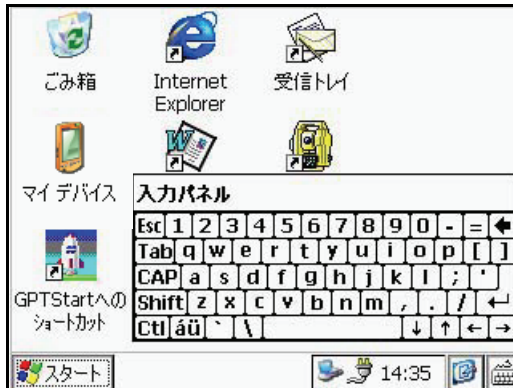 ごみ箱
Internet
Explorer
受信トレイ
マイ デバイス
入力パネル
Esc 1 2 3 4 5 6 7 8 9 0 - =
Tab q w e r t y u i o p [ ]
CAP a s d f g h j k l ; '
Shift z x c v b n m , . /
Ctl áü ` \ ↓ ↑ ← →
GPTStartへの
ショートカット
スタート
14:35